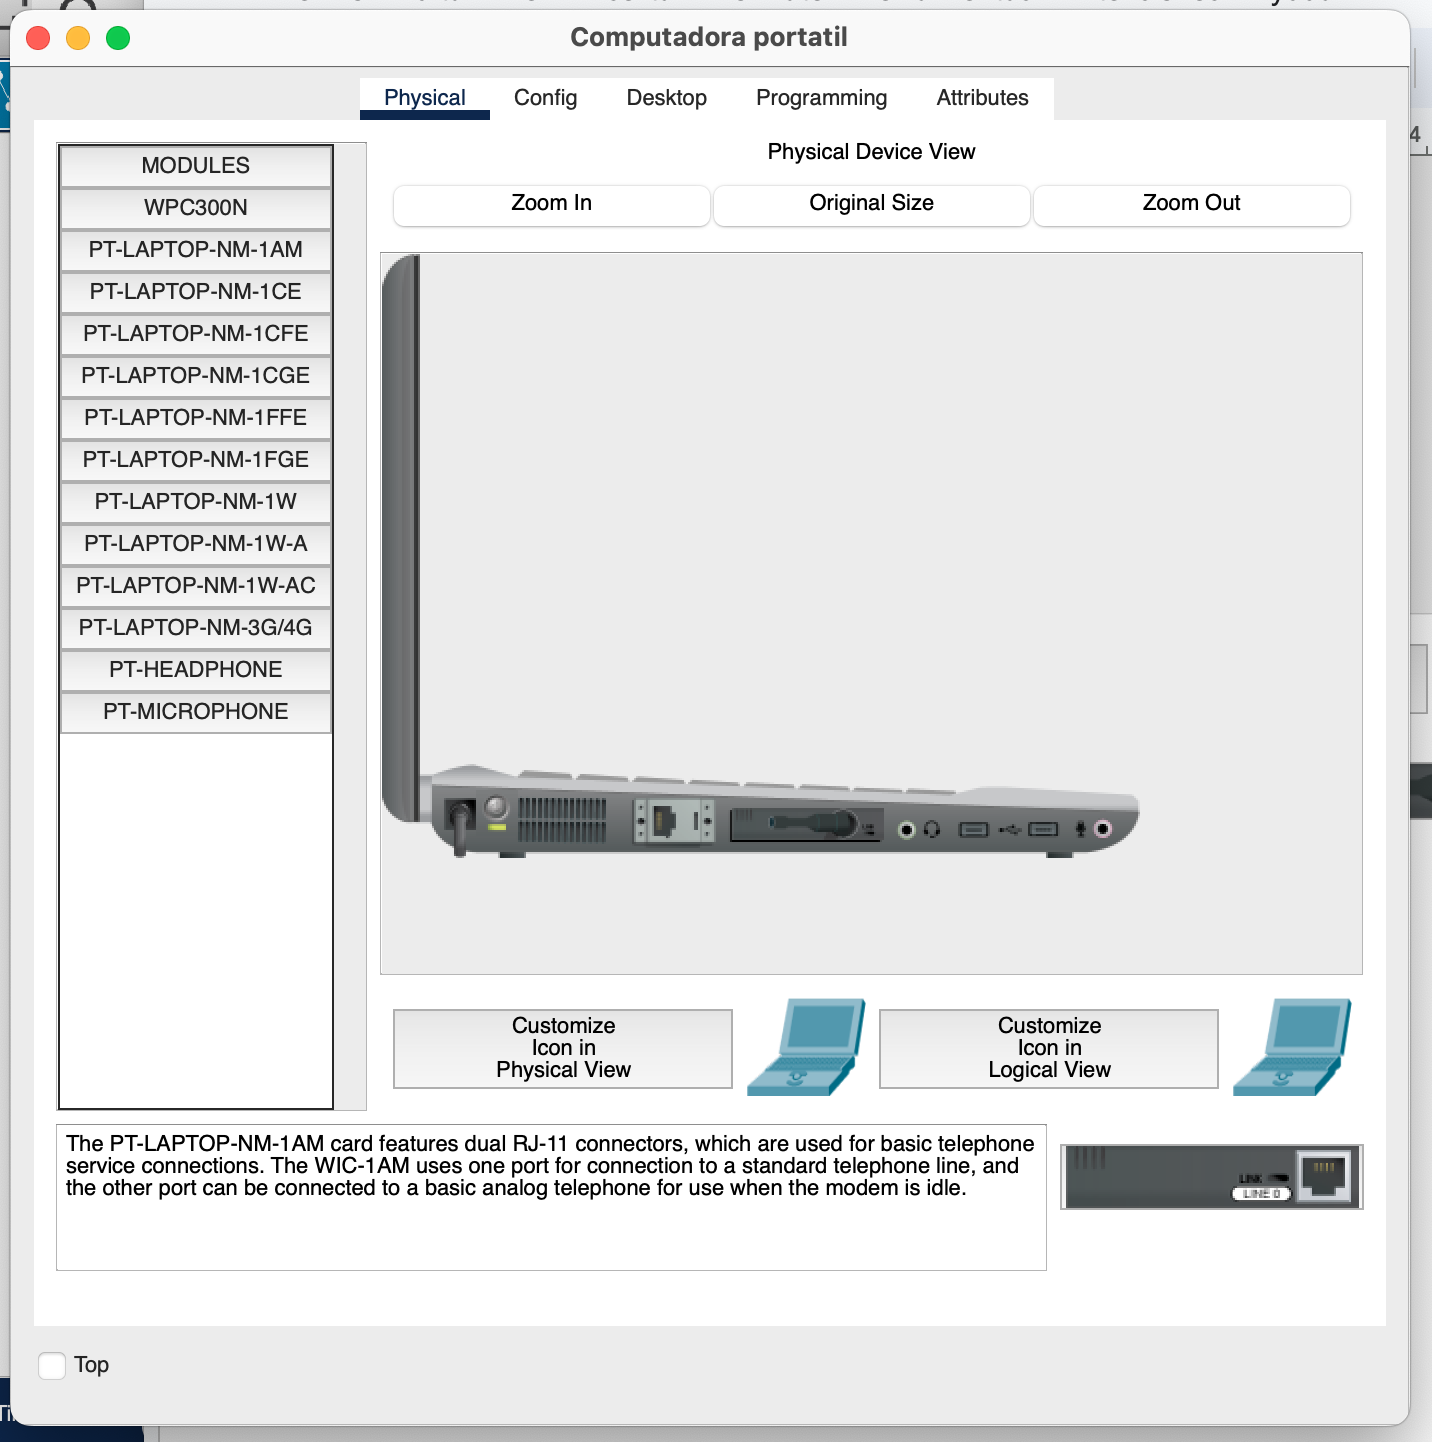 Computadora portatil
Physical
Config
Desktop
Programming
Attributes
4
MODULES
WPC300N
PT-LAPTOP-NM-1AM
PT-LAPTOP-NM-1CE
PT-LAPTOP-NM-1CFE
PT-LAPTOP-NM-1CGE
PT-LAPTOP-NM-1FFE
PT-LAPTOP-NM-1FGE
PT-LAPTOP-NM-1W
PT-LAPTOP-NM-1W-A
PT-LAPTOP-NM-1W-AC
PT-LAPTOP-NM-3G/4G
PT-HEADPHONE
PT-MICROPHONE
Physical Device View
Zoom In
Original Size
Zoom Out
Customize
Icon in
Physical View
Customize
Icon in
Logical View
The PT-LAPTOP-NM-1AM card features dual RJ-11 connectors, which are used for basic telephone
service connections. The WIC-1AM uses one port for connection to a standard telephone line, and
the other port can be connected to a basic analog telephone for use when the modem is idle.
LINK
LINE 0
Top